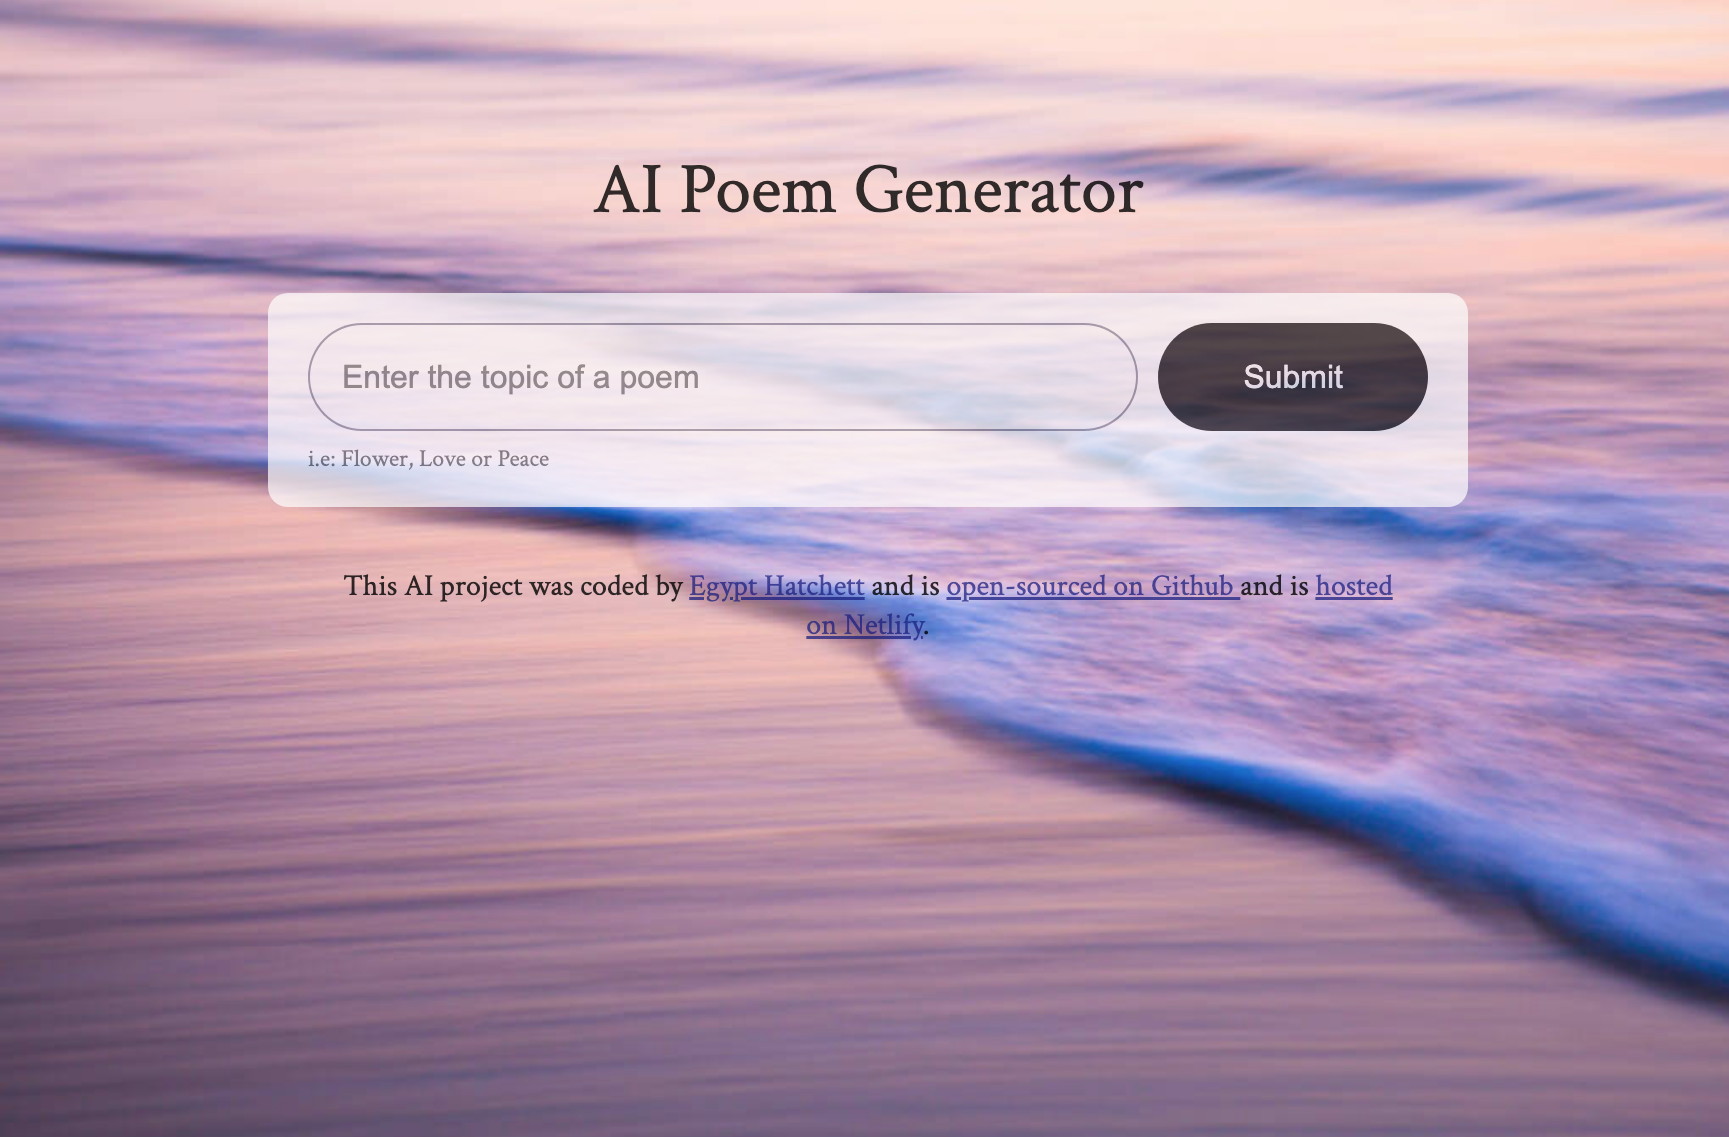 AI Poem Generator
Enter the topic of a poem
Submit
i.e: Flower, Love or Peace
This AI project was coded by Egypt Hatchett and is open-sourced on Github and is hosted
on Netlify.